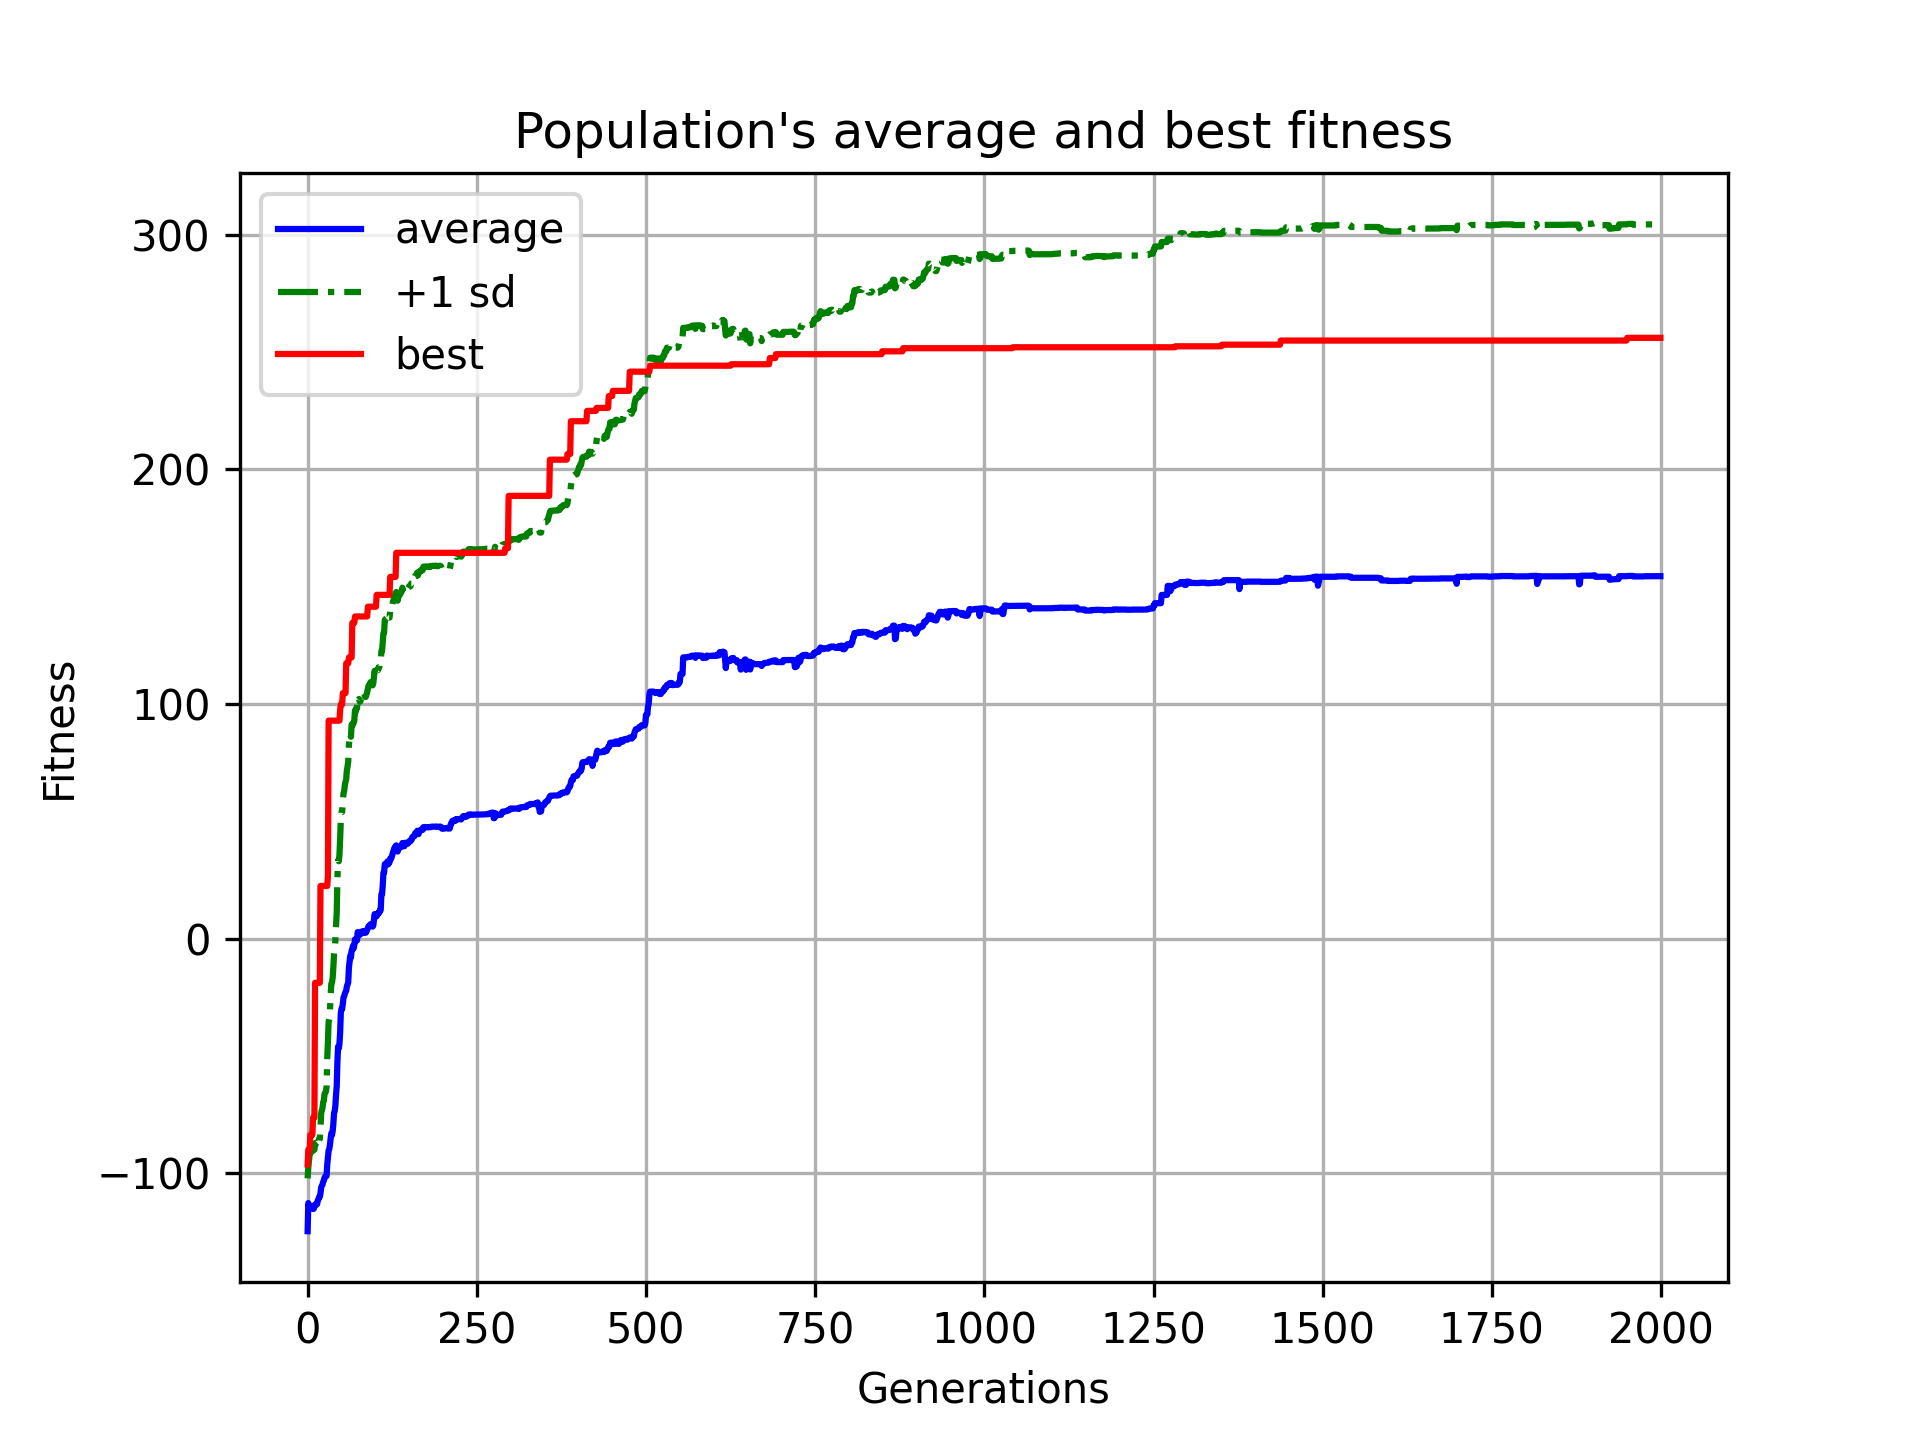 Population's average and best fitness
average
+1 sd
best
300
200
100
0
−100
Fitness
0 250 500 750 1000 1250 1500 1750 2000
Generations